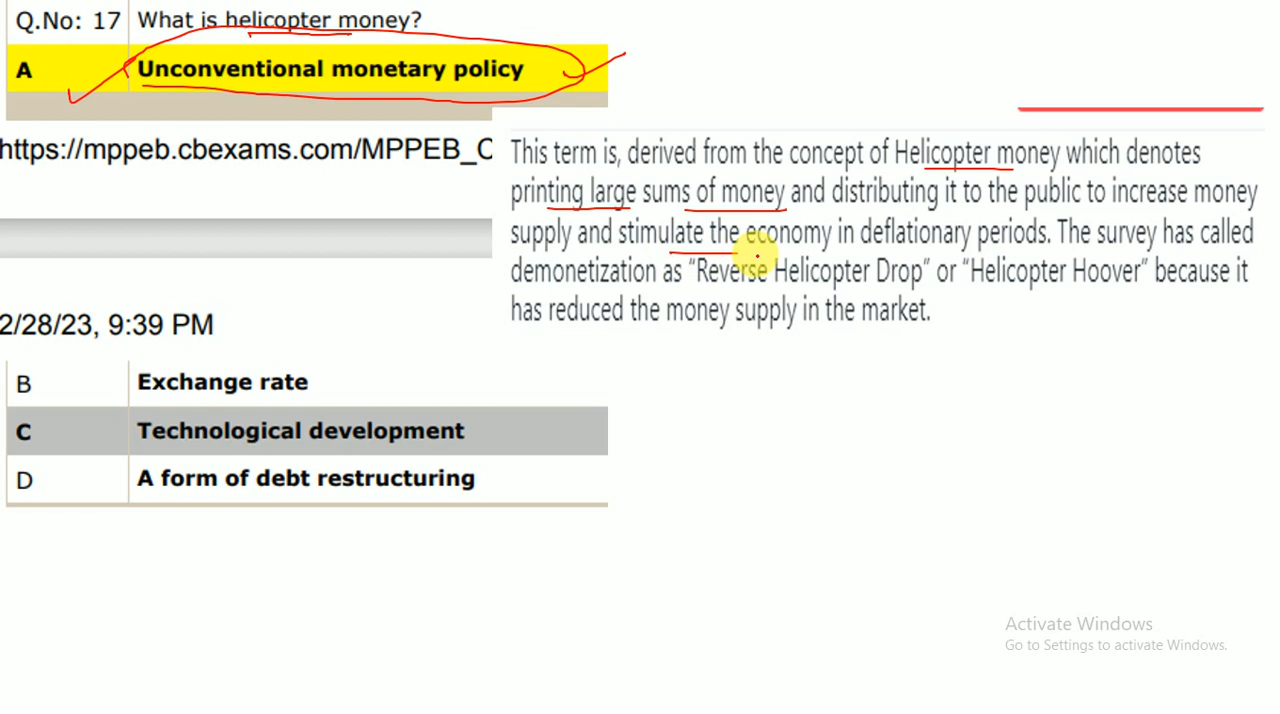 Q.No: 17 What is helicopter money?
A Unconventional monetary policy
https://mppeb.cbexams.com/MPPEB_C
This term is, derived from the concept of Helicopter money which denotes
printing large sums of money and distributing it to the public to increase money
supply and stimulate the economy in deflationary periods. The survey has called
demonetization as “Reverse Helicopter Drop” or “Helicopter Hoover” because it
has reduced the money supply in the market.
2/28/23, 9:39 PM
B Exchange rate
C Technological development
D A form of debt restructuring
Activate Windows
Go to Settings to activate Windows.